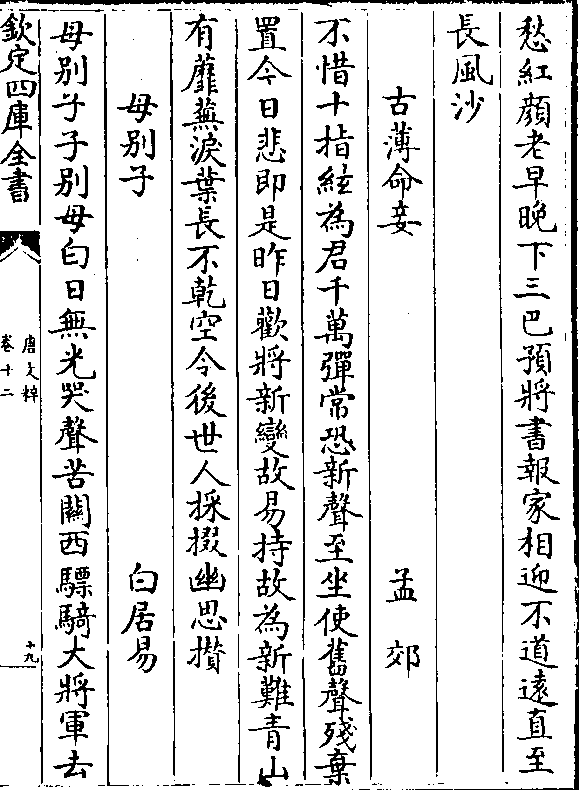 愁紅顔老早晚下三巴預將書報家相迎不道遠直至
長風沙
古薄命妾　孟郊
不惜十指絃為君千萬彈常恐新聲至坐使舊聲殘棄
置今日悲即是昨日歡將新變故易持故為新難青山
有蘼蕪淚葉長不乾空令後世人採掇幽思攢
母別子　白居易
母別子子別母白日無光哭聲苦關西驃騎大將軍去
欽定四庫全書
唐文粹
卷十二
十九